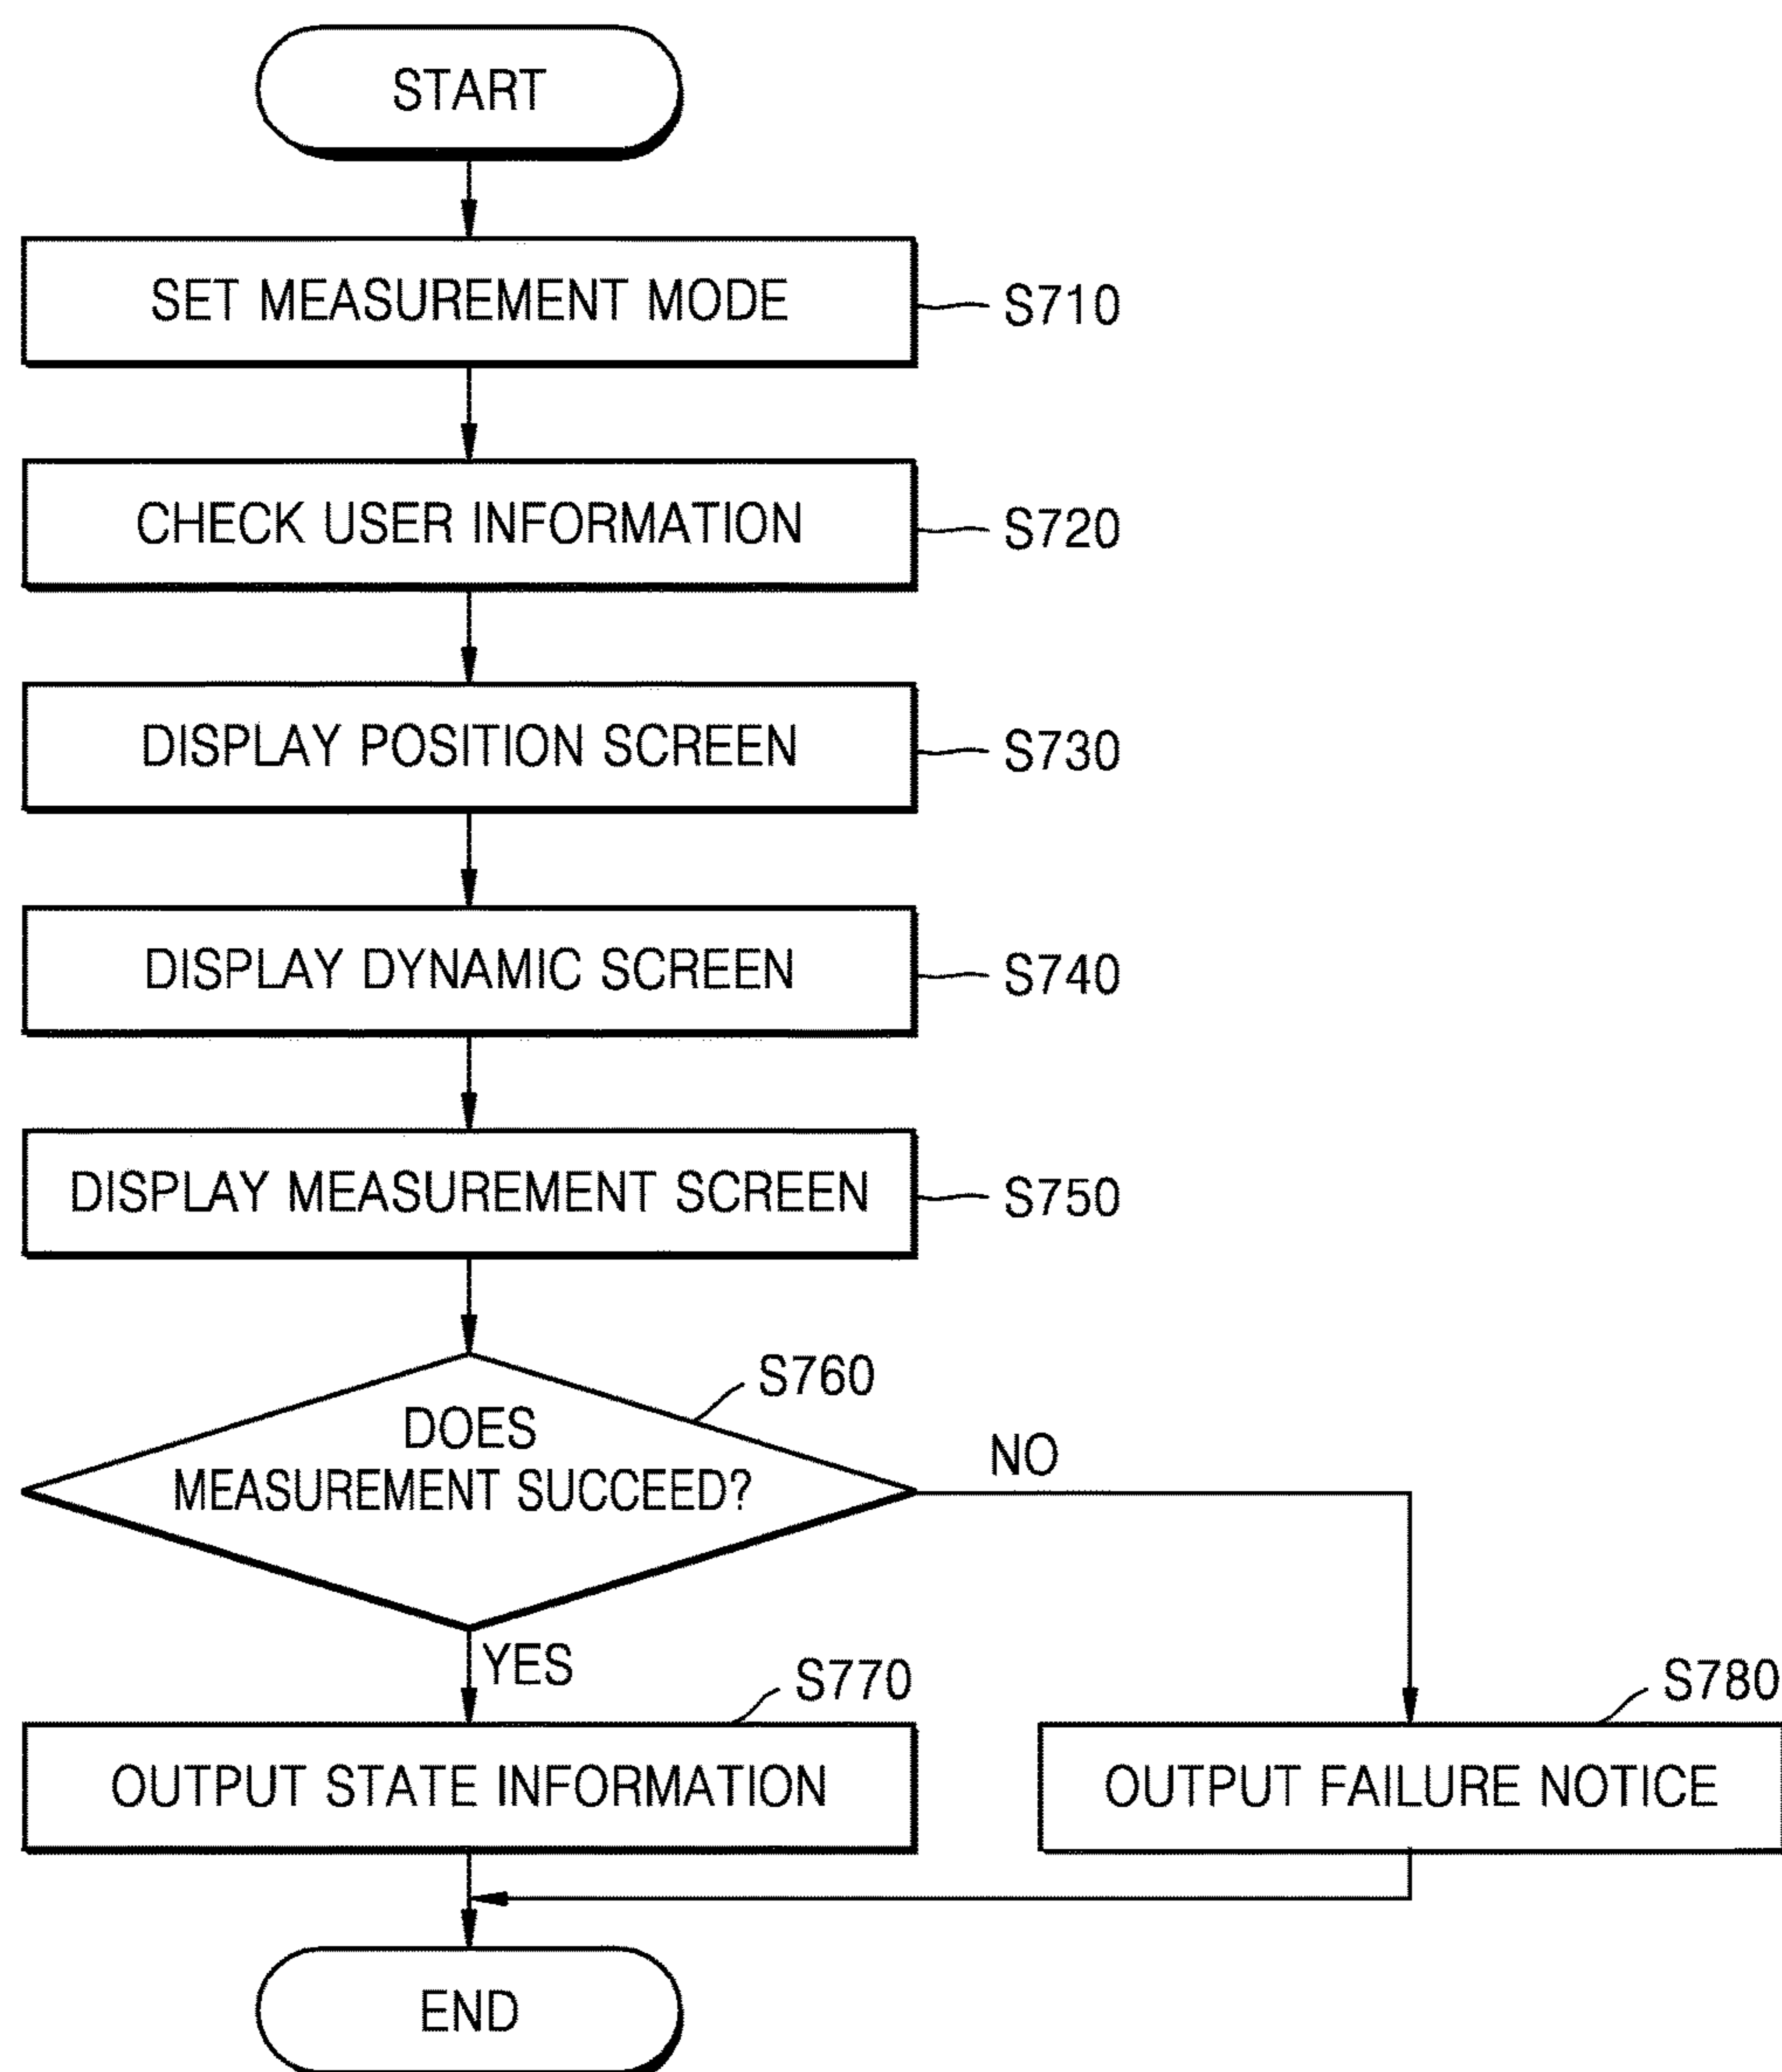 START
SET MEASUREMENT MODE
S710
CHECK USER INFORMATION
S720
DISPLAY POSITION SCREEN
S730
DISPLAY DYNAMIC SCREEN
S740
DISPLAY MEASUREMENT SCREEN
S750
S760
DOES
MEASUREMENT SUCCEED?
NO
YES
S770
S780
OUTPUT STATE INFORMATION
OUTPUT FAILURE NOTICE
END